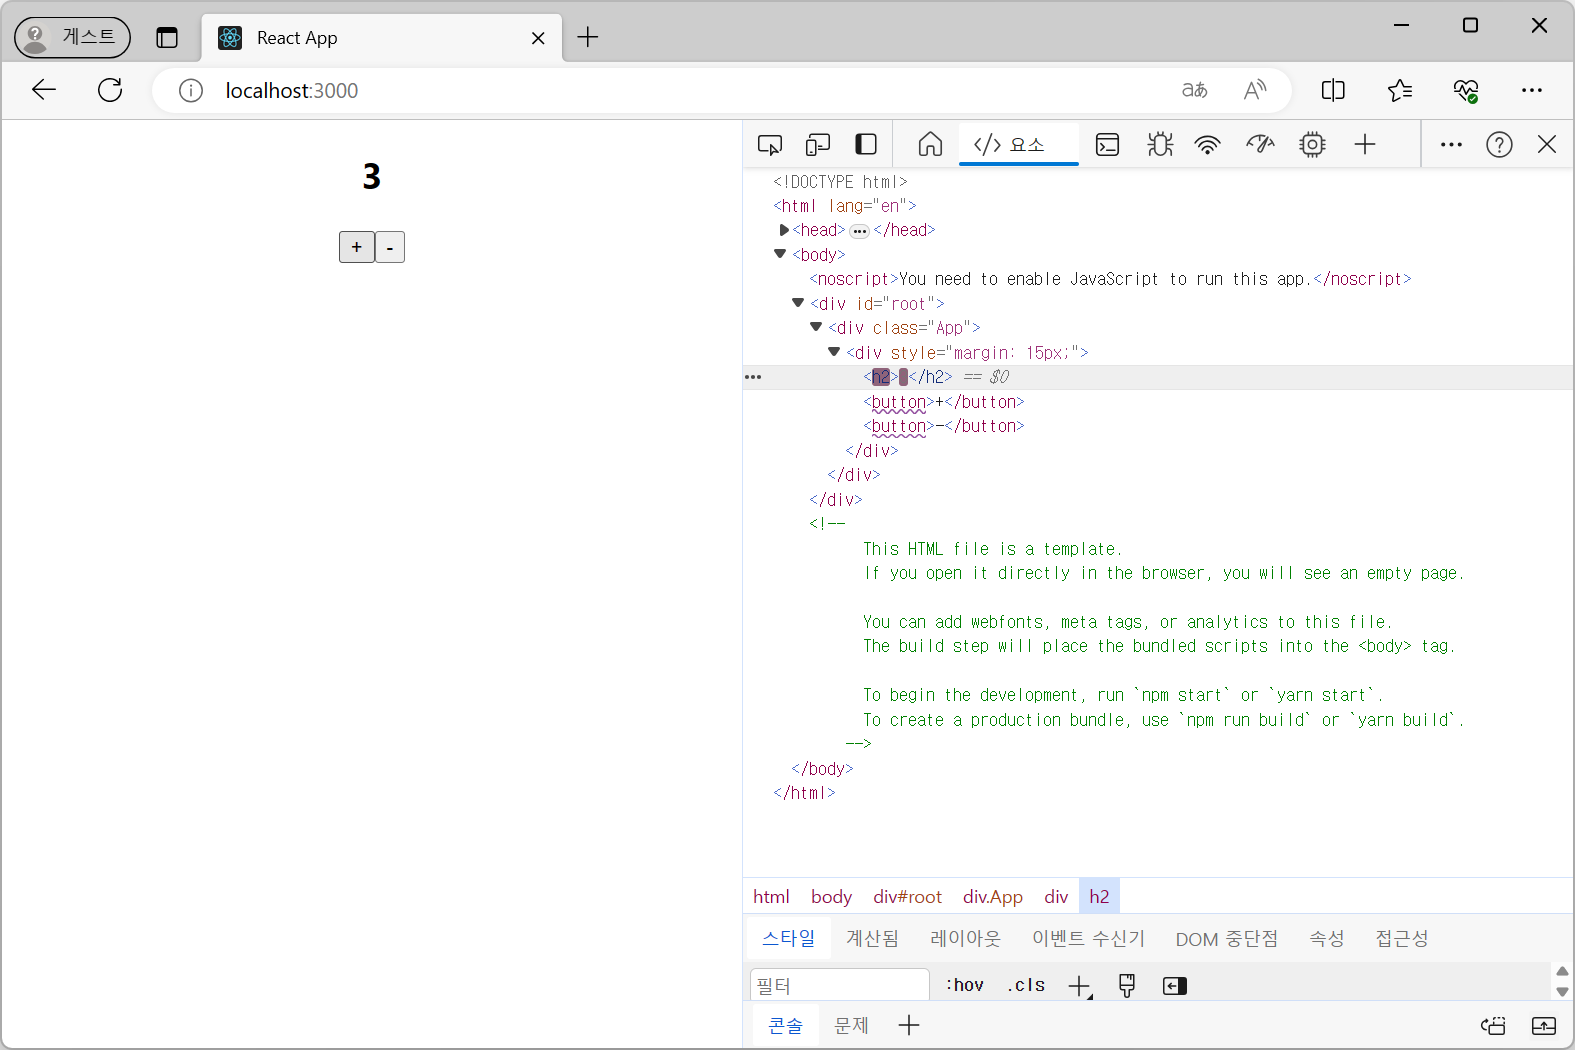 게스트
React App
localhost:3000
aあ
3
+
-
요소
<!DOCTYPE html>
<html lang="en">
<head> ••• </head>
<body>
<noscript>You need to enable JavaScript to run this app.</noscript>
<div id="root">
<div class="App">
<div style="margin: 15px;">
<h2> </h2> == $0
<button>+</button>
<button>-</button>
</div>
</div>
</div>
<!--
This HTML file is a template.
If you open it directly in the browser, you will see an empty page.
You can add webfonts, meta tags, or analytics to this file.
The build step will place the bundled scripts into the <body> tag.
To begin the development, run `npm start` or `yarn start`.
To create a production bundle, use `npm run build` or `yarn build`.
-->
</body>
</html>
html body div#root div.App div h2
스타일 계산됨 레이아웃 이벤트 수신기 DOM 중단점 속성 접근성
필터 :hov .cls
콘솔 문제